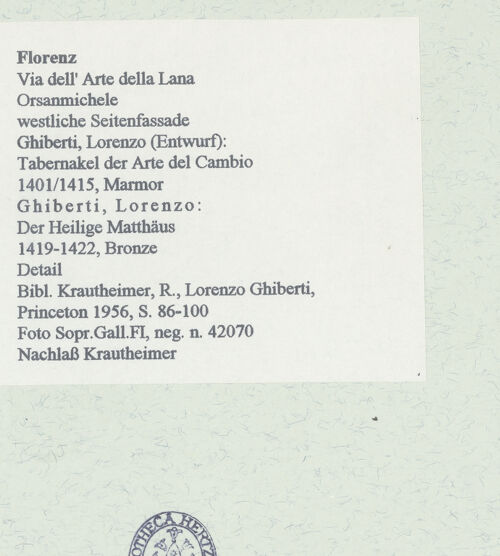 Florenz
Via dell' Arte della Lana
Orsanmichele
westliche Seitenfassade
Ghiberti, Lorenzo (Entwurf):
Tabernakel der Arte del Cambio
1401/1415, Marmor
Ghiberti, Lorenzo:
Der Heilige Matthäus
1419-1422, Bronze
Detail
Bibl. Krautheimer, R., Lorenzo Ghiberti,
Princeton 1956, S. 86-100
Foto Sopr.Gall.FI, neg. n. 42070
Nachlaß Krautheimer
OTHECA HERTZ